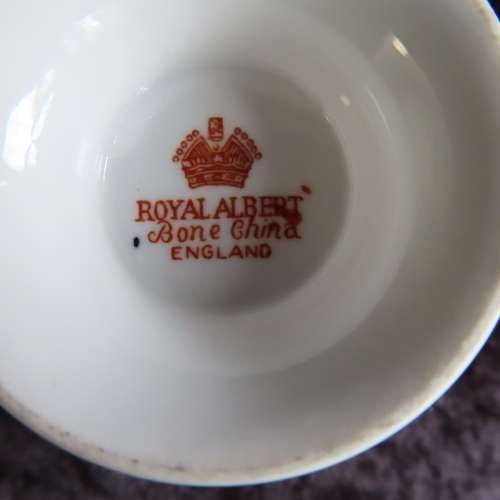 ROYAL ALBERT
Bone China
ENGLAND